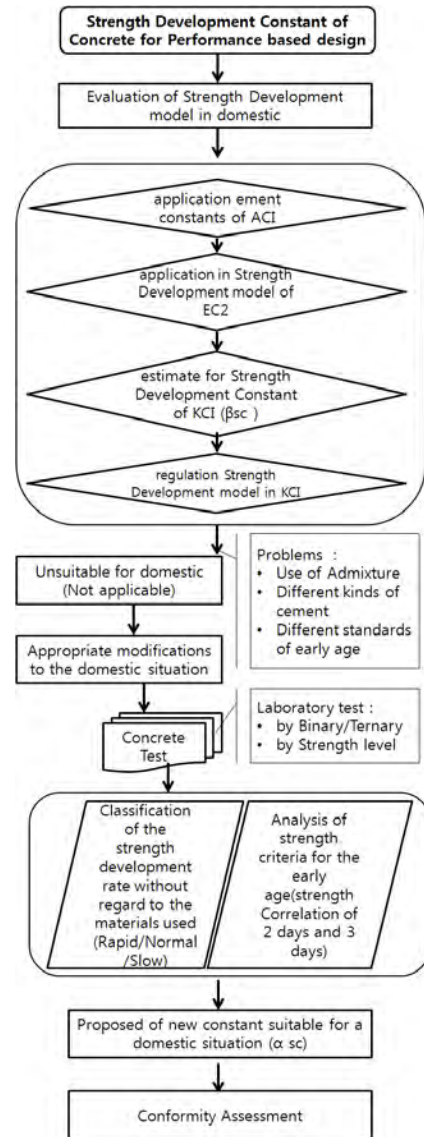 Strength Development Constant of
Concrete for Performance based design
Evaluation of Strength Development
model in domestic
application ement
constants of ACI
application in Strength
Development model of
EC2
estimate for Strength
Development Constant
of KCI (βsc )
regulation Strength
Development model in KCI
Unsuitable for domestic
(Not applicable)
Problems :
• Use of Admixture
• Different kinds of
cement
• Different standards
of early age
Appropriate modifications
to the domestic situation
Concrete
Test
Laboratory test :
• by Binary/Ternary
• by Strength level
Classification
of the
strength
development
rate without
regard to the
materials used
(Rapid/Normal
/Slow)
Analysis of
strength
criteria for the
early
age(strength
Correlation of
2 days and 3
days)
Proposed of new constant suitable for a
domestic situation (α sc)
Conformity Assessment